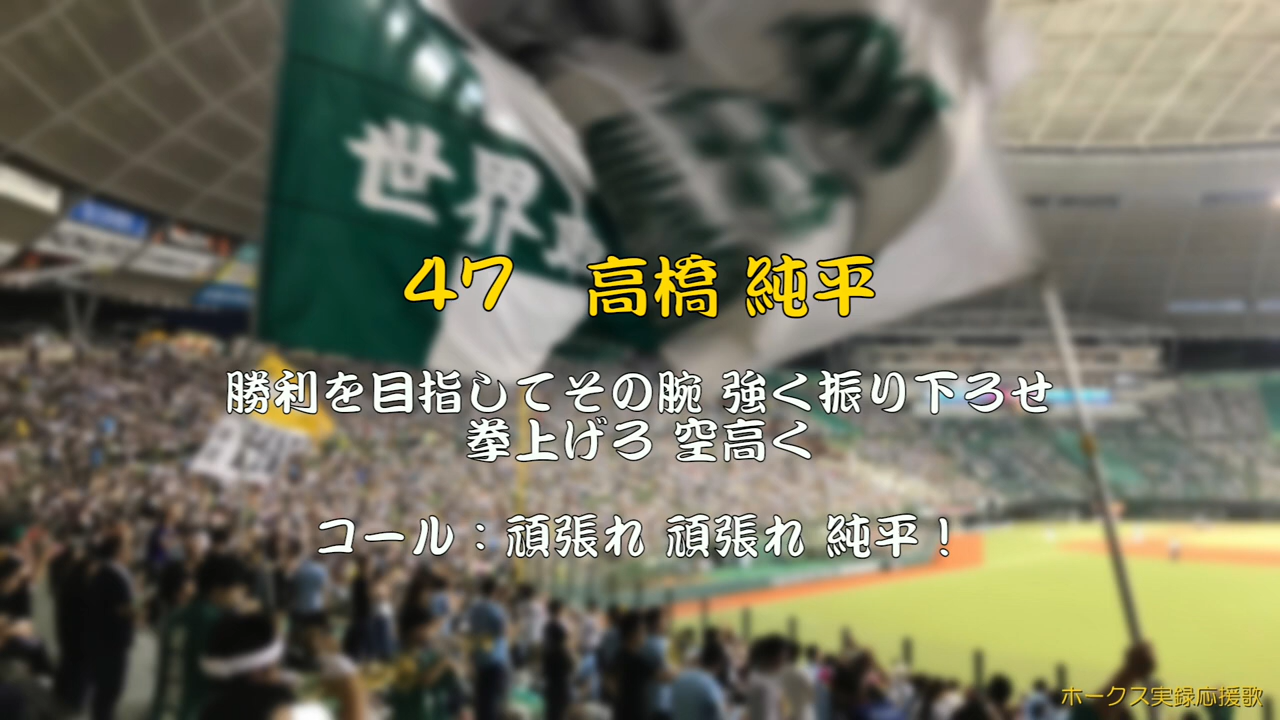 世界
47 高橋 純平
勝利を目指してその腕 強く振り下ろせ
拳上げろ 空高く
コール：頑張れ 頑張れ 純平！
ホークス実録応援歌